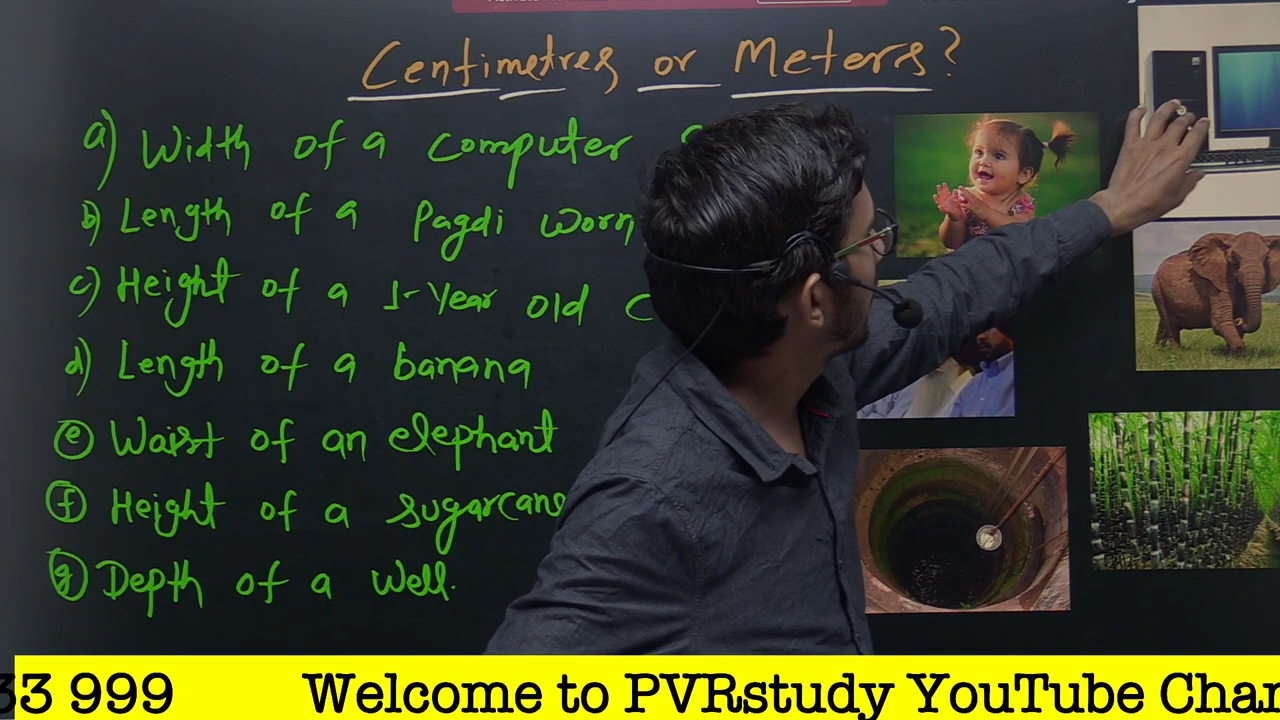 Centimetres or Meters?
a) Width of a computer
b) Length of a Pagdi worn
c) Height of a 1-Year old
d) Length of a banana
e) Waist of an elephant
f) Height of a sugarcane
g) Depth of a Well.
33 999 Welcome to PVRstudy YouTube Chan